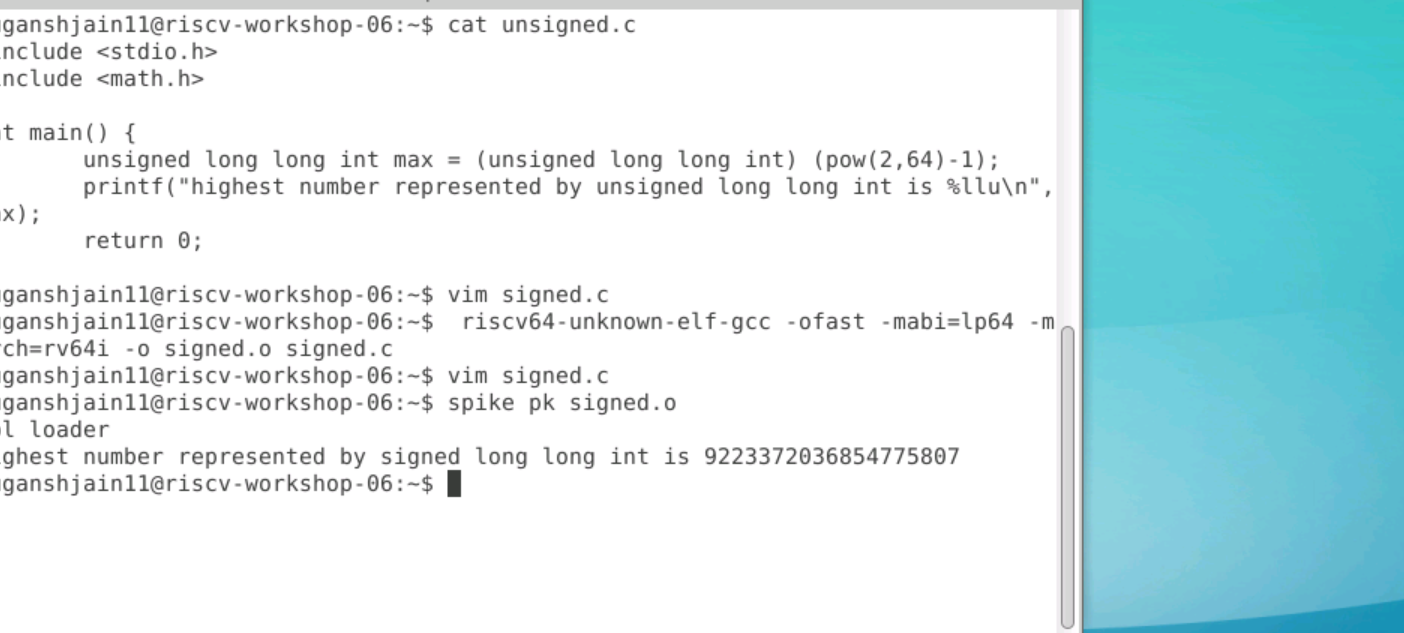 uganshjain11@riscv-workshop-06:~$ cat unsigned.c
nclude <stdio.h>
nclude <math.h>
t main() {
unsigned long long int max = (unsigned long long int) (pow(2,64)-1);
printf("highest number represented by unsigned long long int is %llu\n",
x);
return 0;
ganshjain11@riscv-workshop-06:~$ vim signed.c
ganshjain11@riscv-workshop-06:~$  riscv64-unknown-elf-gcc -ofast -mabi=lp64 -m
ch=rv64i -o signed.o signed.c
ganshjain11@riscv-workshop-06:~$ vim signed.c
ganshjain11@riscv-workshop-06:~$ spike pk signed.o
l loader
ghest number represented by signed long long int is 9223372036854775807
ganshjain11@riscv-workshop-06:~$